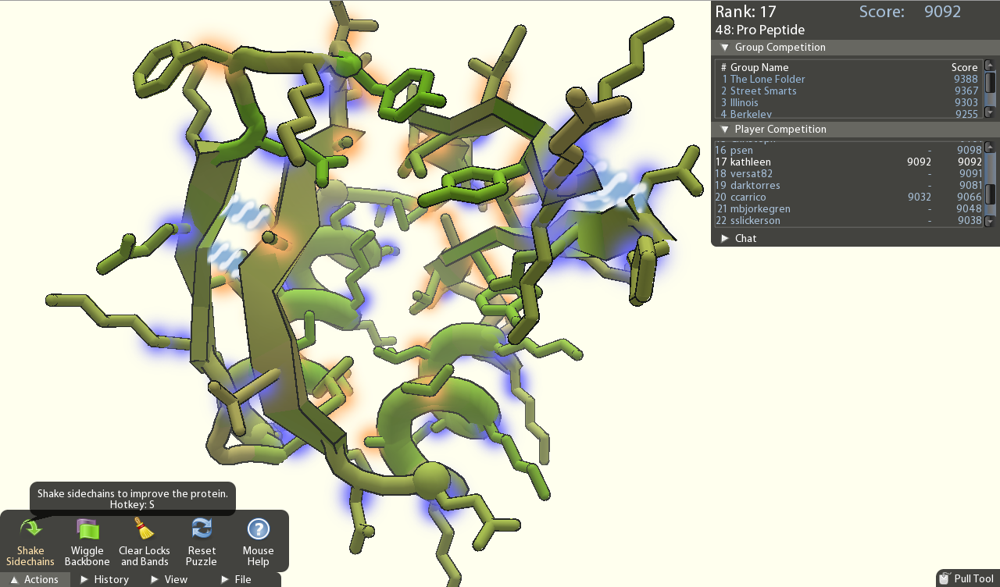 Rank: 17 Score: 9092
48: Pro Peptide
Group Competition
# Group Name Score
1 The Lone Folder 9388
2 Street Smarts 9367
3 Illinois 9303
4 Berkeley 9255
Player Competition
16 psen - 9098
17 kathleen 9092 9092
18 versat82 - 9091
19 darktorres - 9081
20 ccarrico 9032 9066
21 mbjorkegren - 9048
22 sslickerson - 9038
Chat
Shake sidechains to improve the protein.
Hotkey: S
Shake Sidechains
Wiggle Backbone
Clear Locks and Bands
Reset Puzzle
Mouse Help
Actions History View File
Pull Tool